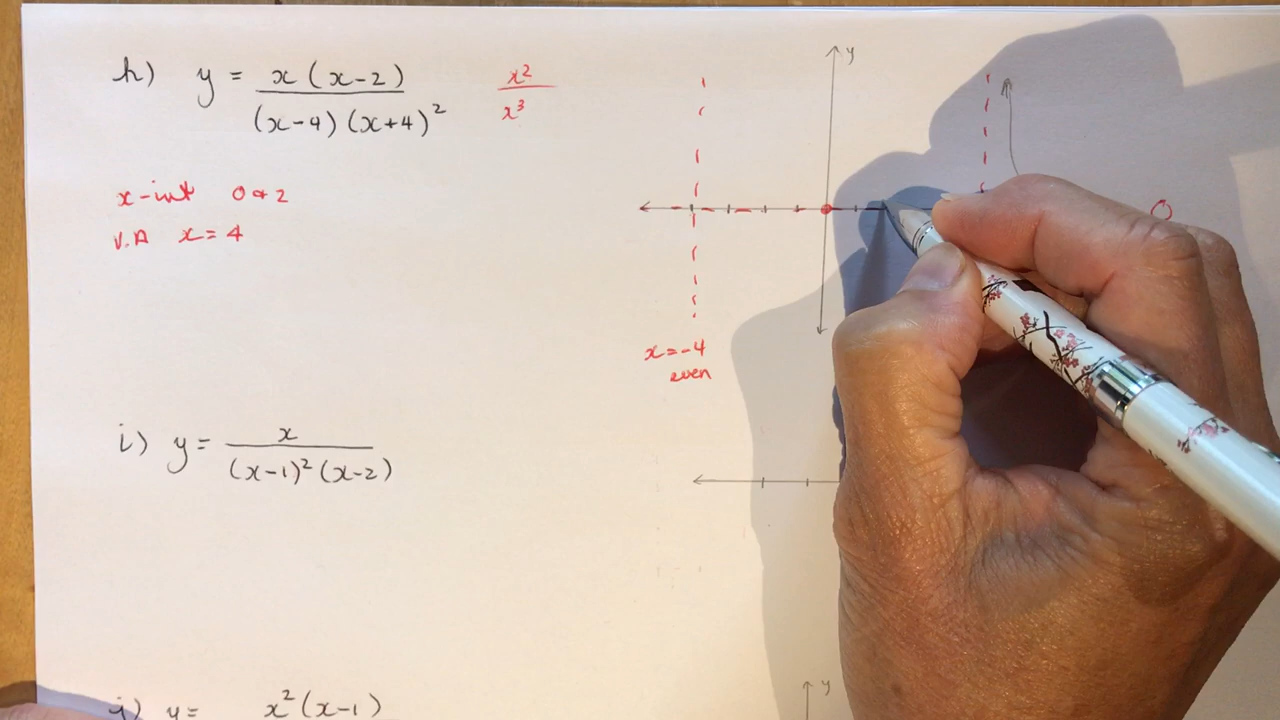 h) y = x(x-2) / (x-4)(x+4)² x² / x³
x-int 0 & 2
V.A x = 4
y
x = -4
even
i) y = x / (x-1)²(x-2)
j) y = x²(x-1)
y